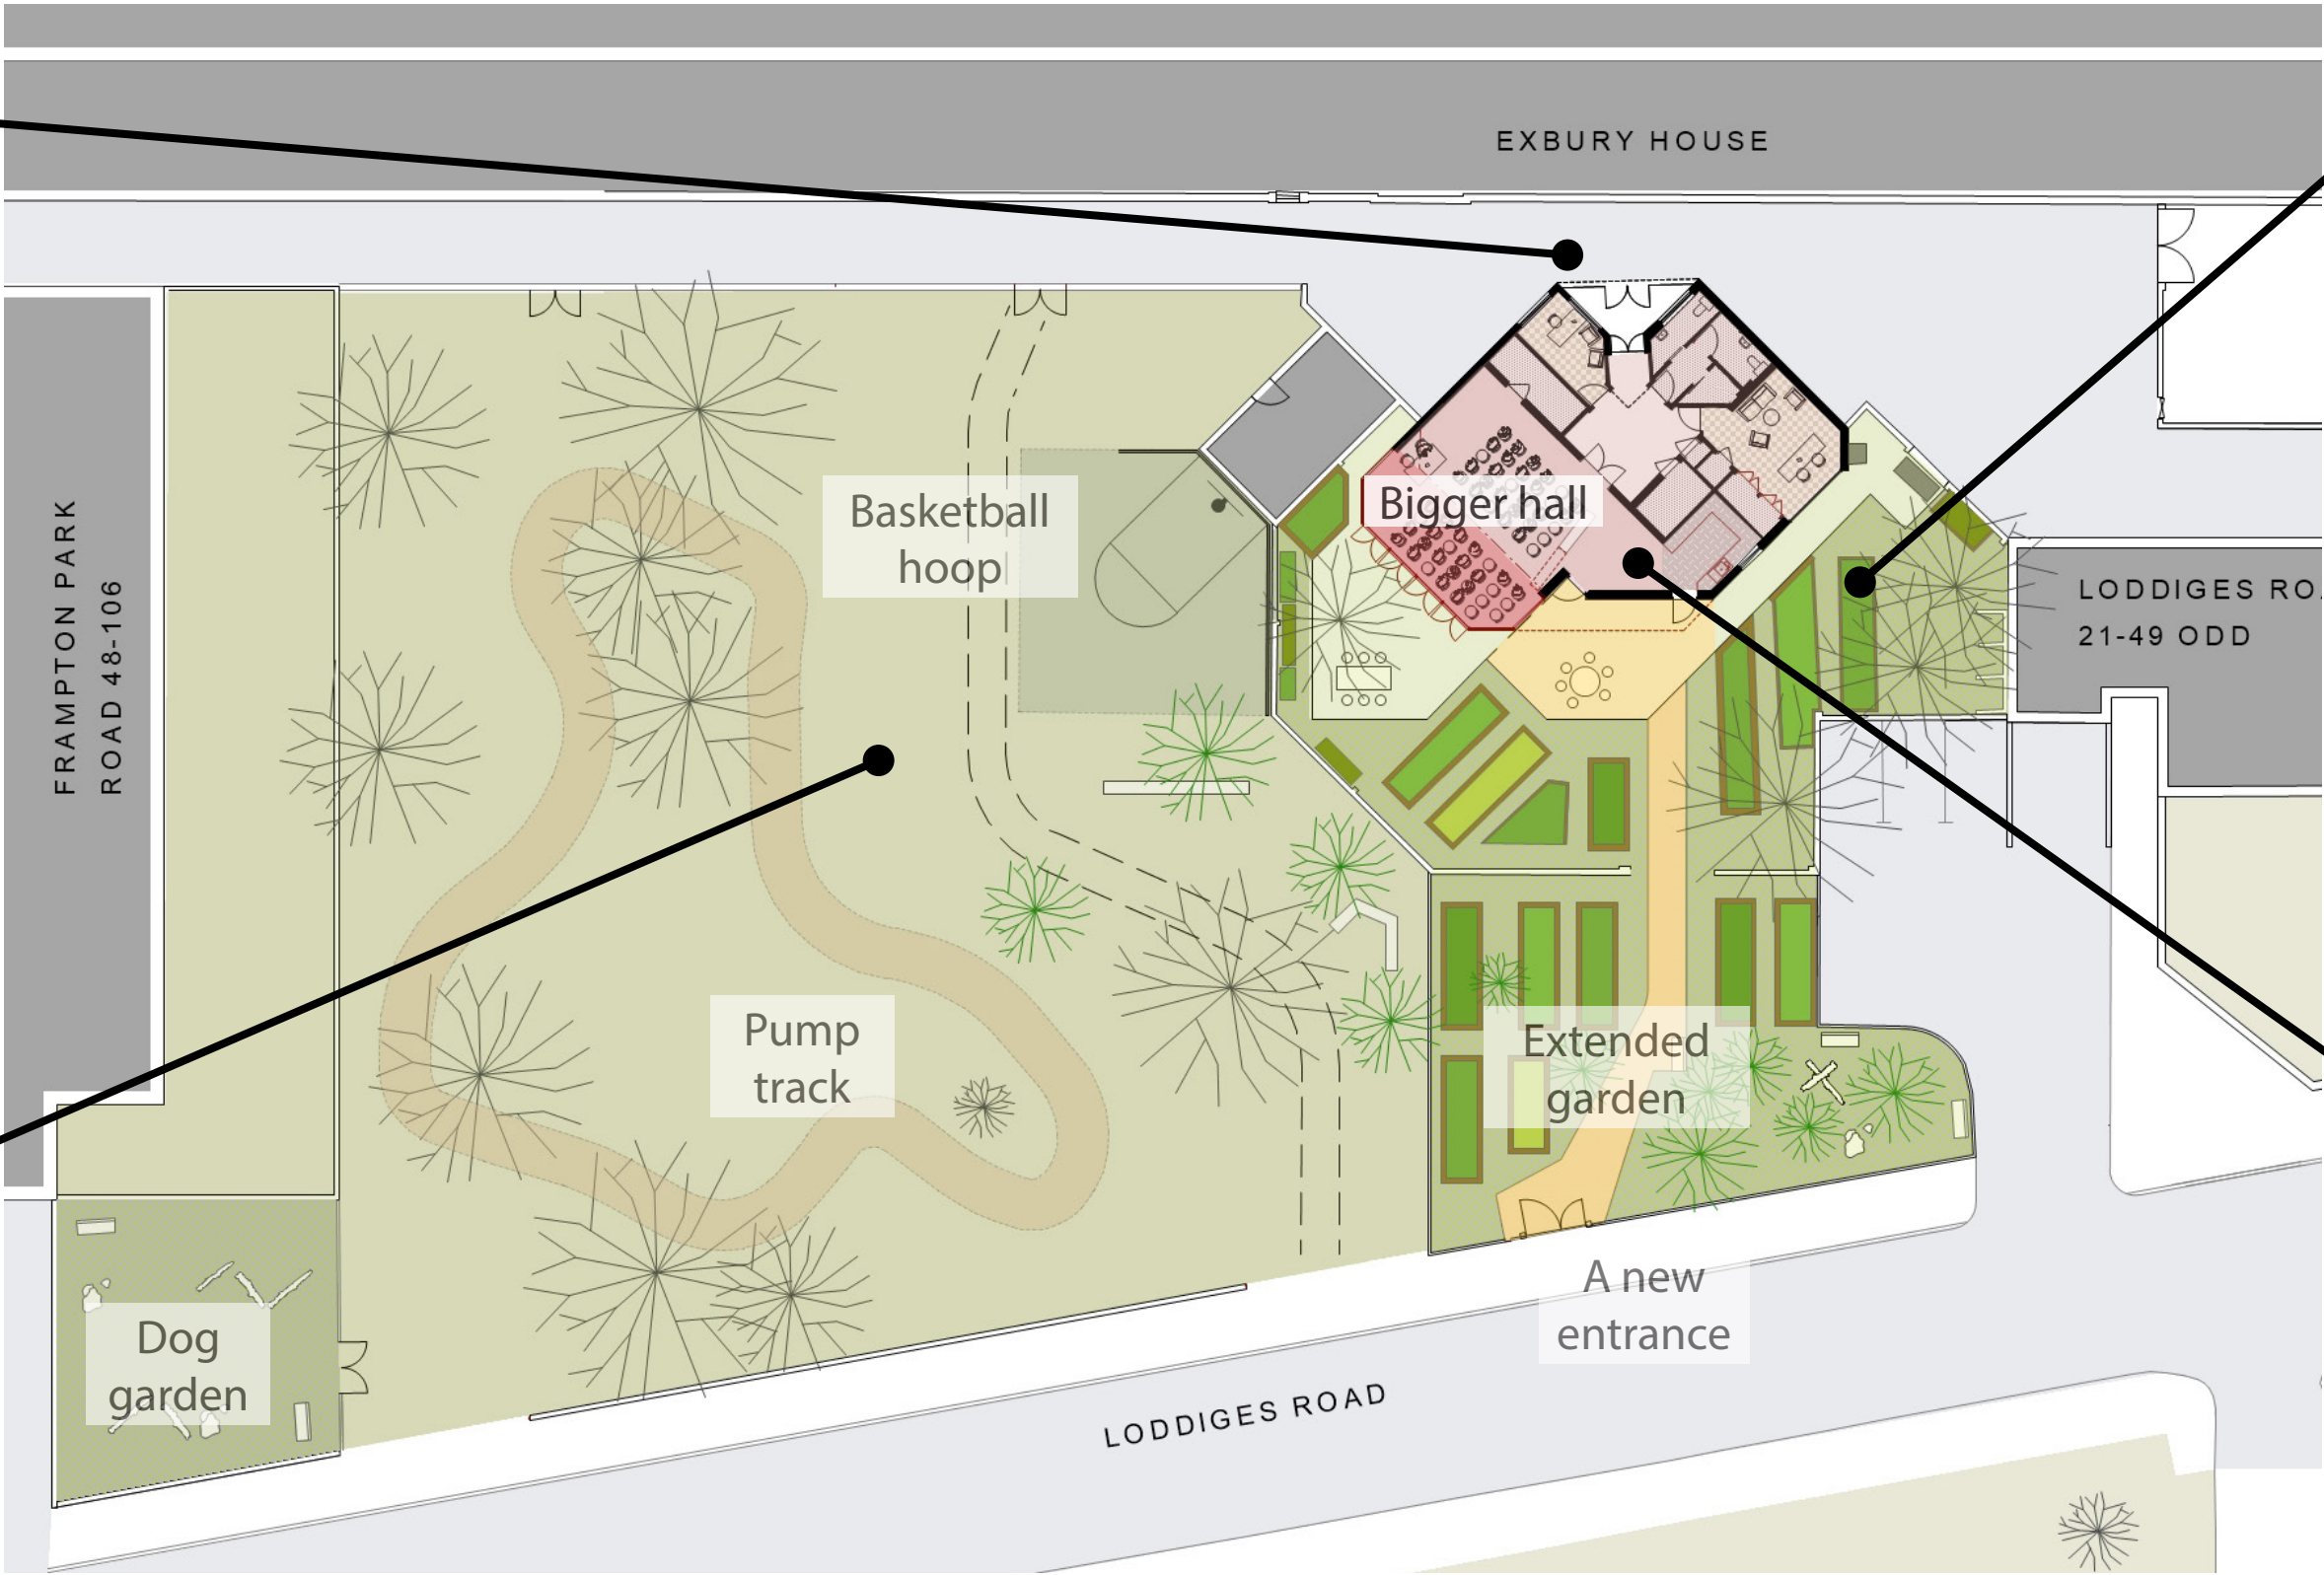 EXBURY HOUSE
FRAMPTON PARK
ROAD 48-106
Basketball
hoop
Bigger hall
LODDIGES RO
21-49 ODD
Pump
track
Extended
garden
A new
entrance
Dog
garden
LODDIGES ROAD